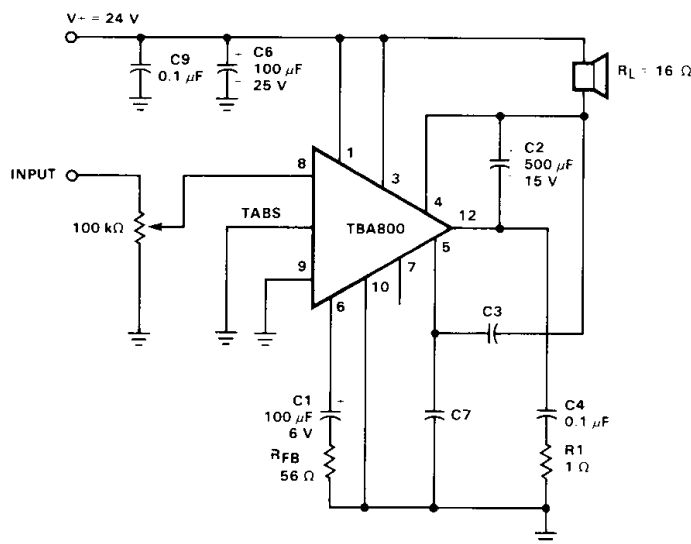 V+ = 24 V
C9
0.1 μF
C6
100 μF
25 V
RL = 16 Ω
1
3
8
INPUT
100 kΩ
TABS
TBA800
4
12
C2
500 μF
15 V
9
5
7
10
6
C3
C1
100 μF
6 V
C7
C4
0.1 μF
RFB
56 Ω
R1
1 Ω